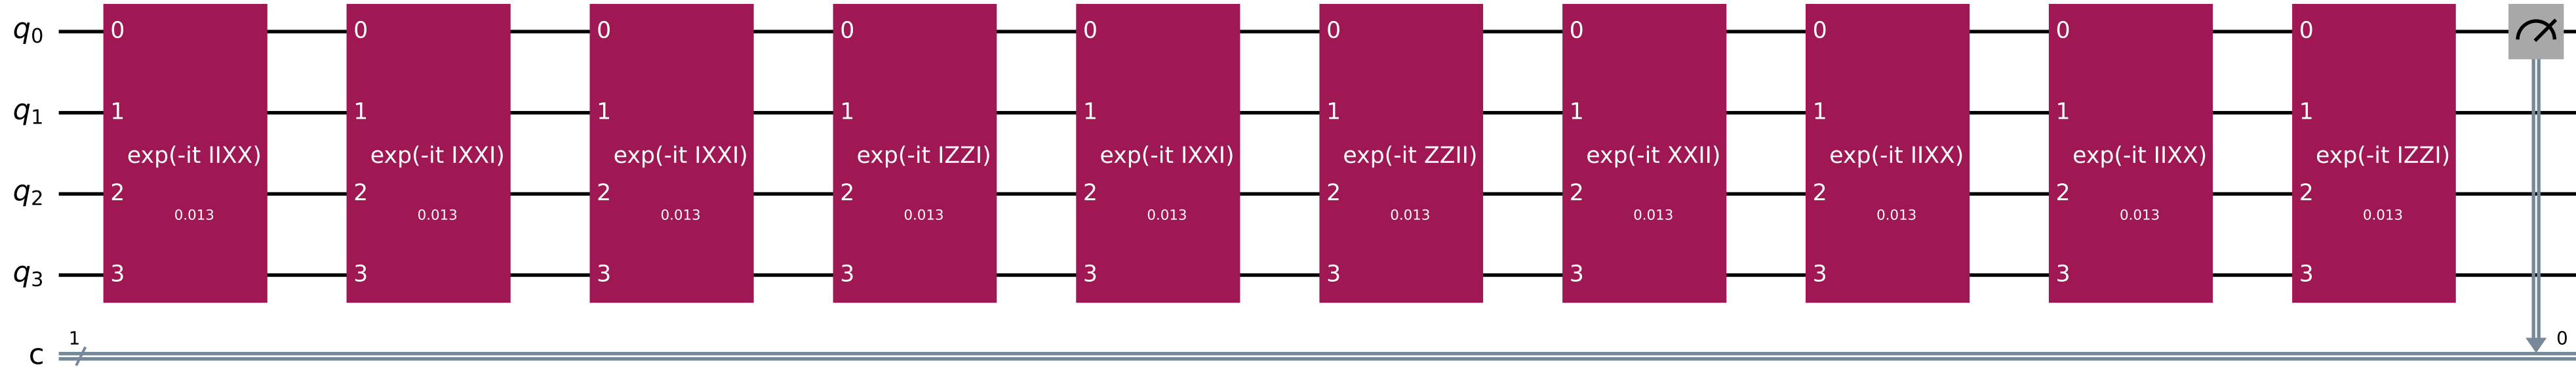 q0 0 0 0 0 0 0 0 0 0 0
q1 1 1 1 1 1 1 1 1 1 1
exp(-it IIXX) exp(-it IXXI) exp(-it IXXI) exp(-it IZZI) exp(-it IXXI) exp(-it ZZII) exp(-it XXII) exp(-it IIXX) exp(-it IIXX) exp(-it IZZI)
q2 2 2 2 2 2 2 2 2 2 2
0.013 0.013 0.013 0.013 0.013 0.013 0.013 0.013 0.013 0.013
q3 3 3 3 3 3 3 3 3 3 3
1 0
c